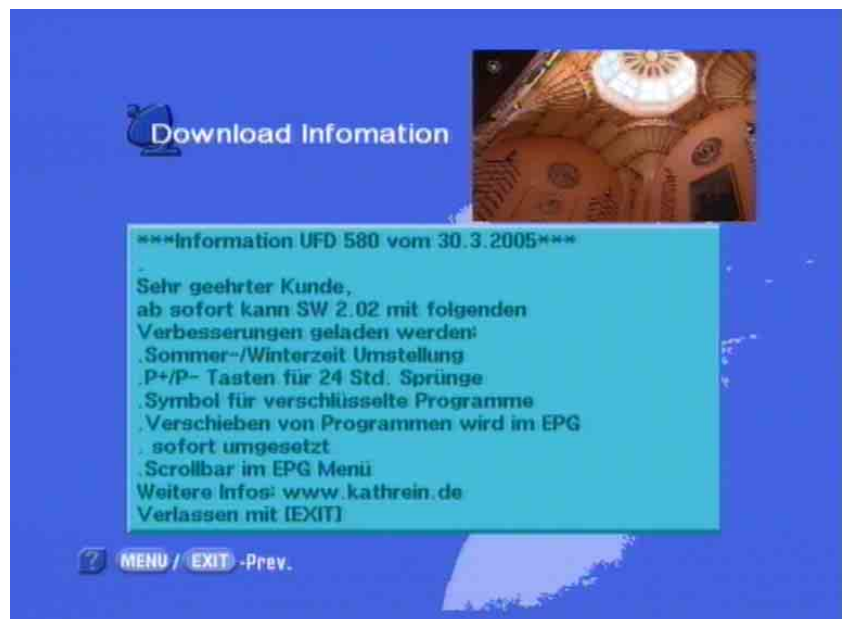 Download Infomation
***Information UFD 580 vom 30.3.2005***
.
Sehr geehrter Kunde,
ab sofort kann SW 2.02 mit folgenden
Verbesserungen geladen werden:
.Sommer-/Winterzeit Umstellung
.P+/P- Tasten für 24 Std. Sprünge
.Symbol für verschlüsselte Programme
.Verschieben von Programmen wird im EPG
. sofort umgesetzt
.Scrollbar im EPG Menü
Weitere Infos: www.kathrein.de
Verlassen mit [EXIT]
? MENU / EXIT -Prev.